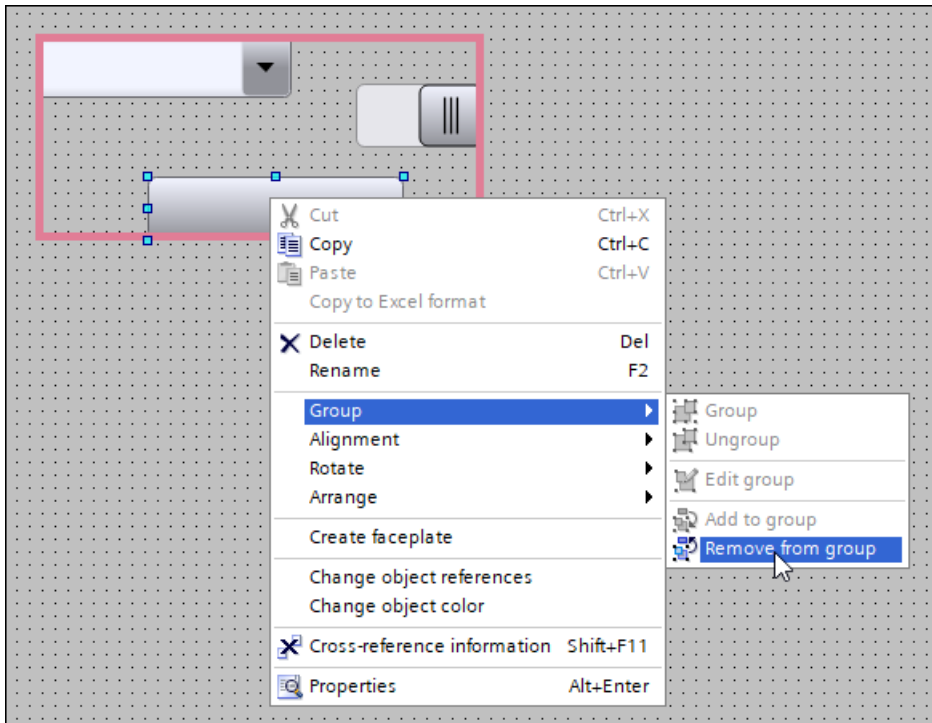 Cut Ctrl+X
Copy Ctrl+C
Paste Ctrl+V
Copy to Excel format
Delete Del
Rename F2
Group
Alignment
Rotate
Arrange
Create faceplate
Change object references
Change object color
Cross-reference information Shift+F11
Properties Alt+Enter
Group
Ungroup
Edit group
Add to group
Remove from group